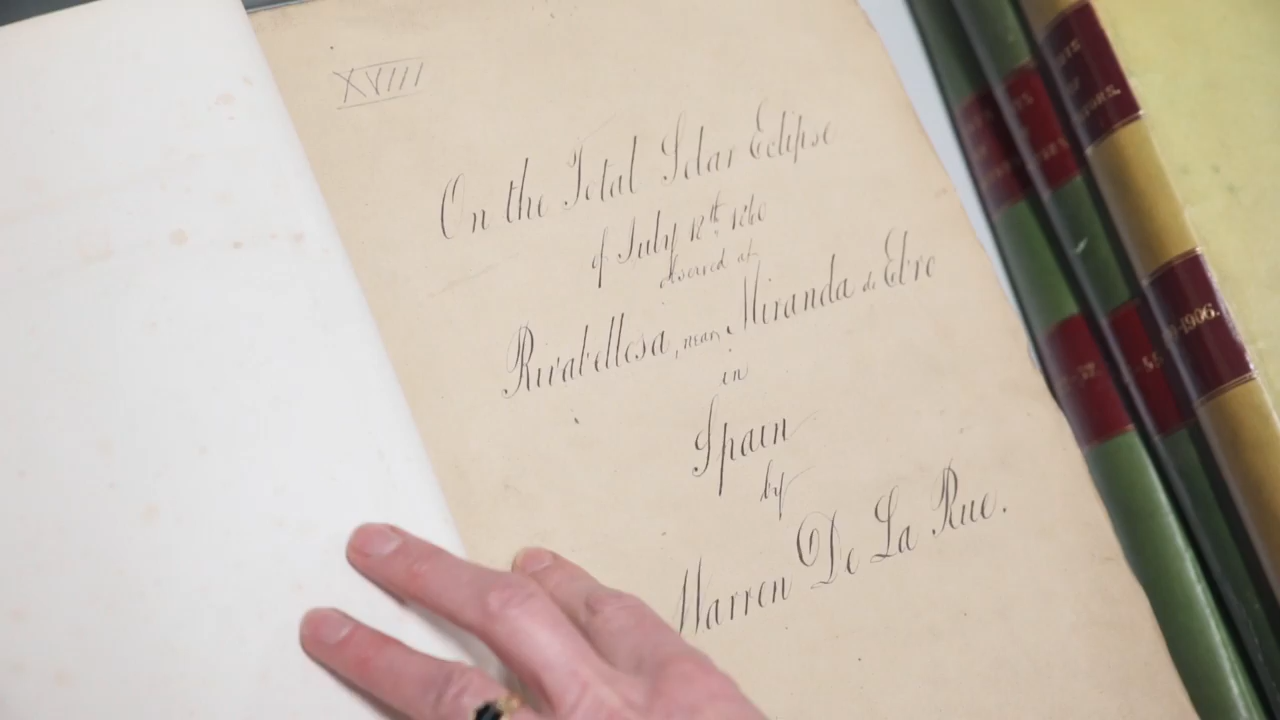 XVIII
On the Total Solar Eclipse
of July 18th 1860
observed at
Rivabellosa, near, Miranda de Ebro
in
Spain
by
Warren De La Rue.
-1906.